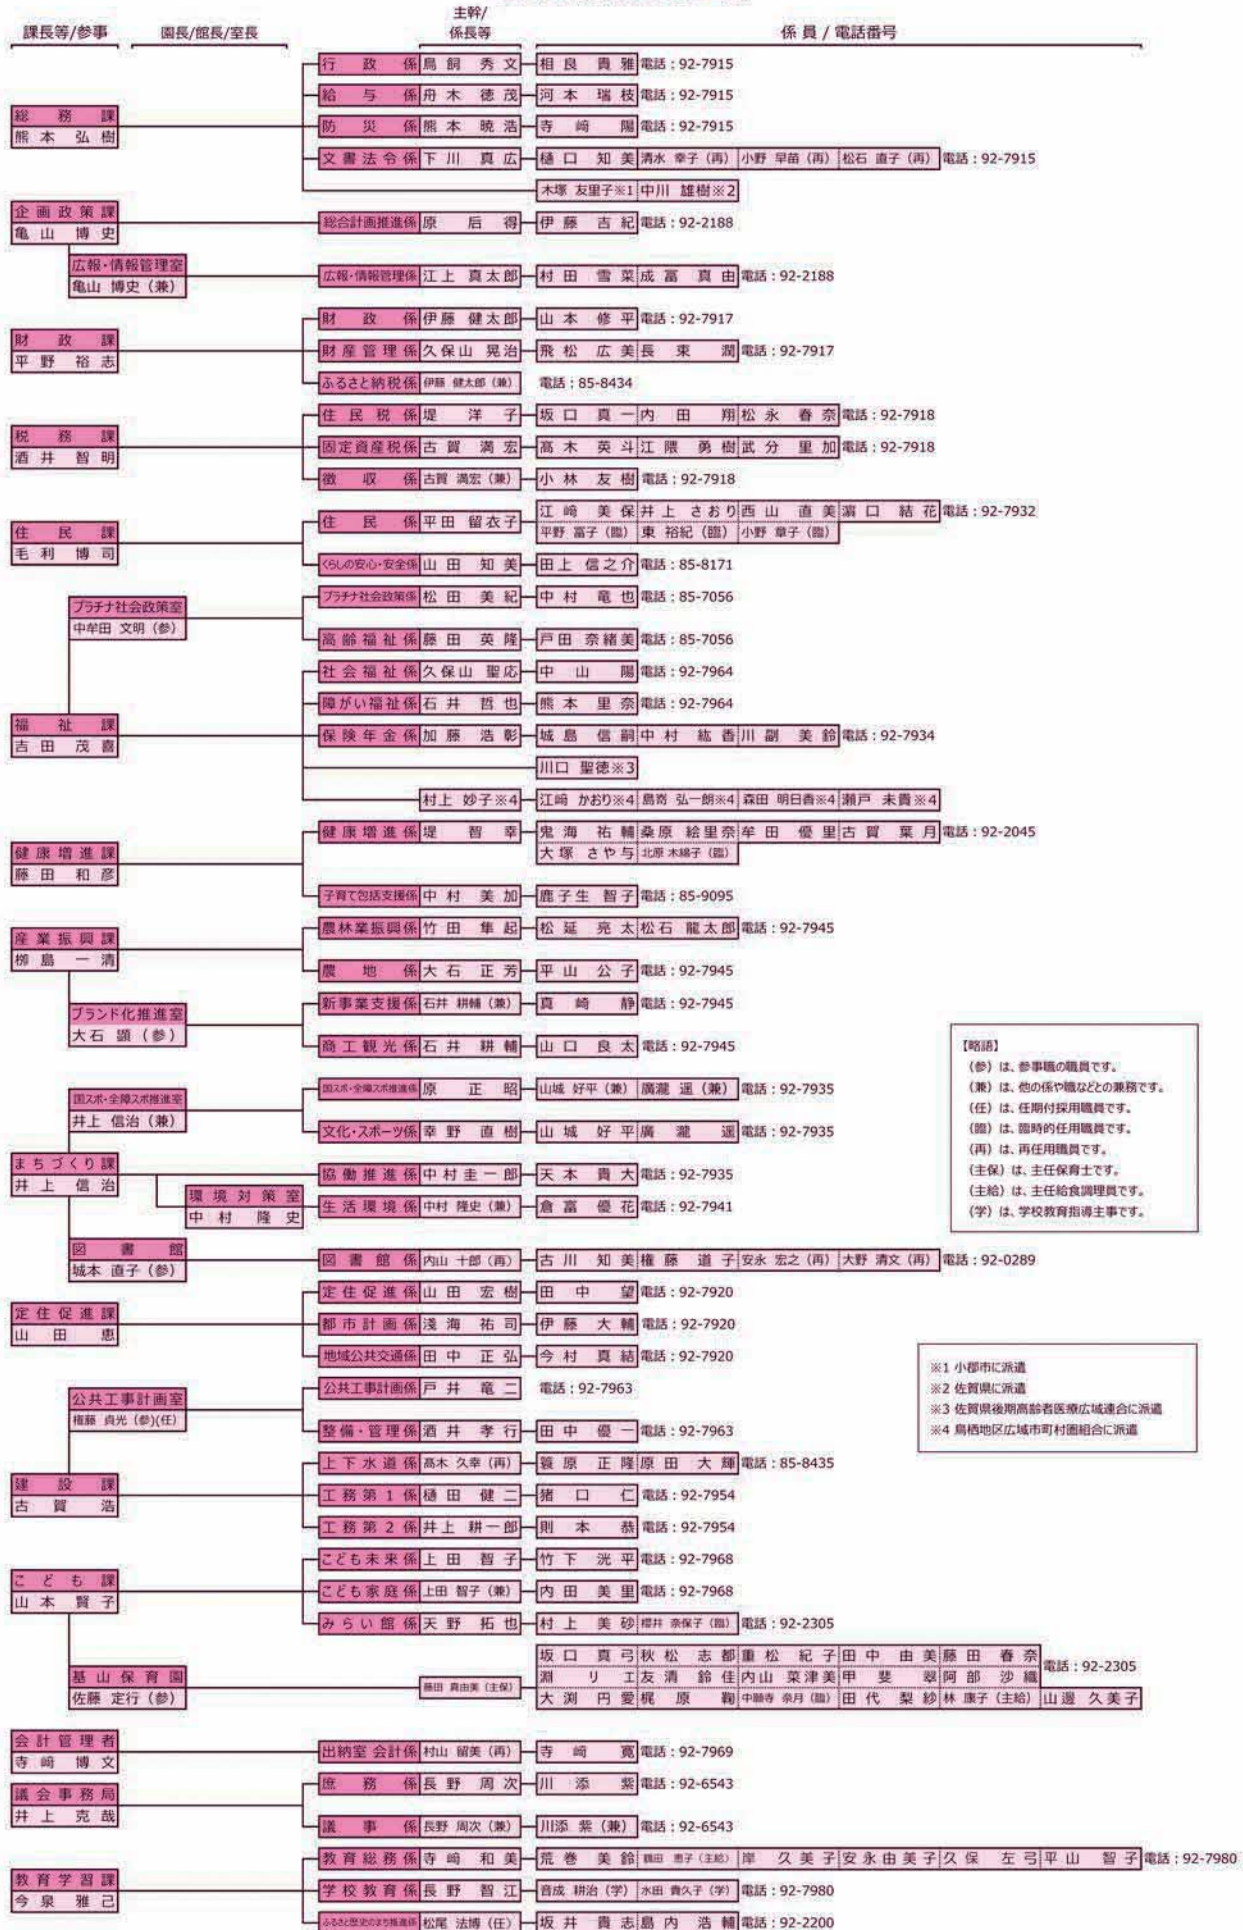 課長等/参事 園長/館長/室長 主幹/係長等 係員/電話番号
行政係 鳥飼 秀文 相良 貴雅 電話：92-7915
給与係 舟木 徳茂 河本 瑞枝 電話：92-7915
総務課
熊本 弘樹
防災係 熊本 暁浩 寺﨑 陽 電話：92-7915
文書法令係 下川 真広 樋口 知美 清水 幸子（再） 小野 早苗（再） 松石 直子（再） 電話：92-7915
木塚 友里子※1 中川 雄樹※2
企画政策課
亀山 博史
総合計画推進係 原 后得 伊藤 吉紀 電話：92-2188
広報・情報管理室
亀山 博史（兼）
広報・情報管理係 江上 真太郎 村田 雪菜 成冨 真由 電話：92-2188
財政係 伊藤 健太郎 山本 修平 電話：92-7917
財政課
平野 裕志
財産管理係 久保山 晃治 飛松 広美 長 東潤 電話：92-7917
ふるさと納税係 伊藤 健太郎（兼） 電話：85-8434
住民税係 堤 洋子 坂口 真一 内田 翔 松永 春奈 電話：92-7918
税務課
酒井 智明
固定資産税係 古賀 満宏 高木 英斗 江隈 勇樹 武分 里加 電話：92-7918
徴収係 古賀 満宏（兼） 小林 友樹 電話：92-7918
住民課
毛利 博司
住民係 平田 留衣子 江﨑 美保 井上 さおり 西山 直美 濵口 結花 電話：92-7932
平野 富子（臨） 東 裕紀（臨） 小野 章子（臨）
くらしの安心・安全係 山田 知美 田上 信之介 電話：85-8171
プラチナ社会政策室
中牟田 文明（参）
プラチナ社会政策係 松田 美紀 中村 竜也 電話：85-7056
高齢福祉係 藤田 英隆 戸田 奈緒美 電話：85-7056
社会福祉係 久保山 聖応 中山 陽 電話：92-7964
障がい福祉係 石井 哲也 熊本 里奈 電話：92-7964
福祉課
吉田 茂喜
保険年金係 加藤 浩彰 城島 信嗣 中村 紘香 川副 美鈴 電話：92-7934
川口 聖徳※3
村上 妙子※4 江﨑 かおり※4 島嵜 弘一朗※4 森田 明日香※4 瀬戸 未貴※4
健康増進係 堤 智幸 鬼海 祐輔 桑原 絵里奈 牟田 優里 古賀 葉月 電話：92-2045
大塚 さや与 北原 木綿子（臨）
健康増進課
藤田 和彦
子育て包括支援係 中村 美加 鹿子生 智子 電話：85-9095
農林業振興係 竹田 隼起 松延 亮太 松石 龍太郎 電話：92-7945
産業振興課
栁島 一清
農地係 大石 正芳 平山 公子 電話：92-7945
ブランド化推進室
大石 顕（参）
新事業支援係 石井 耕輔（兼） 真崎 静 電話：92-7945
商工観光係 石井 耕輔 山口 良太 電話：92-7945
【略語】
（参）は、参事職の職員です。
（兼）は、他の係や職などとの兼務です。
（任）は、任期付採用職員です。
（臨）は、臨時的任用職員です。
（再）は、再任用職員です。
（主保）は、主任保育士です。
（主給）は、主任給食調理員です。
（学）は、学校教育指導主事です。
国スポ・全障スポ推進室
井上 信治（兼）
国スポ・全障スポ推進係 原 正昭 山城 好平（兼） 廣瀧 遥（兼） 電話：92-7935
文化・スポーツ係 幸野 直樹 山城 好平 廣瀧 遥 電話：92-7935
まちづくり課
井上 信治
協働推進係 中村 圭一郎 天本 貴大 電話：92-7935
環境対策室
中村 隆史
生活環境係 中村 隆史（兼） 倉富 優花 電話：92-7941
図書館
城本 直子（参）
図書館係 内山 十郎（再） 古川 知美 権藤 道子 安永 宏之（再） 大野 清文（再） 電話：92-0289
定住促進係 山田 宏樹 田中 望 電話：92-7920
定住促進課
山田 恵
都市計画係 浅海 祐司 伊藤 大輔 電話：92-7920
地域公共交通係 田中 正弘 今村 真結 電話：92-7920
※1 小郡市に派遣
※2 佐賀県に派遣
※3 佐賀県後期高齢者医療広域連合に派遣
※4 鳥栖地区広域市町村圏組合に派遣
公共工事計画室
権藤 貞光（参）（任）
公共工事計画係 戸井 竜二 電話：92-7963
整備・管理係 酒井 孝行 田中 優一 電話：92-7963
上下水道係 高木 久幸（再） 簑原 正隆 原田 大輝 電話：85-8435
建設課
古賀 浩
工務第1係 樋田 健二 猪口 仁 電話：92-7954
工務第2係 井上 耕一郎 則本 恭 電話：92-7954
こども未来係 上田 智子 竹下 洸平 電話：92-7968
こども課
山本 賢子
こども家庭係 上田 智子（兼） 内田 美里 電話：92-7968
みらい館係 天野 拓也 村上 美砂 櫻井 奈保子（臨） 電話：92-2305
基山保育園
佐藤 定行（参）
藤田 真由美（主保） 坂口 真弓 秋松 志都 重松 紀子 田中 由美 藤田 春奈 電話：92-2305
淵 リエ 友清 鈴佳 内山 菜津美 甲斐 翠 阿部 沙織
大渕 円愛 梶原 鞠 中願寺 奈月（臨） 田代 梨紗 林 康子（主給） 山邊 久美子
会計管理者
寺﨑 博文
出納室 会計係 村山 留美（再） 寺﨑 寛 電話：92-7969
議会事務局
井上 克哉
庶務係 長野 周次 川添 紫 電話：92-6543
議事係 長野 周次（兼） 川添 紫（兼） 電話：92-6543
教育総務係 寺﨑 和美 荒巻 美鈴 鶴田 恵子（主給） 岸 久美子 安永 由美子 久保 左弓 平山 智子 電話：92-7980
教育学習課
今泉 雅己
学校教育係 長野 智江 音成 耕治（学） 水田 貴久子（学） 電話：92-7980
ふるさと歴史のまち推進係 松尾 法博（任） 坂井 貴志 島内 浩輔 電話：92-2200